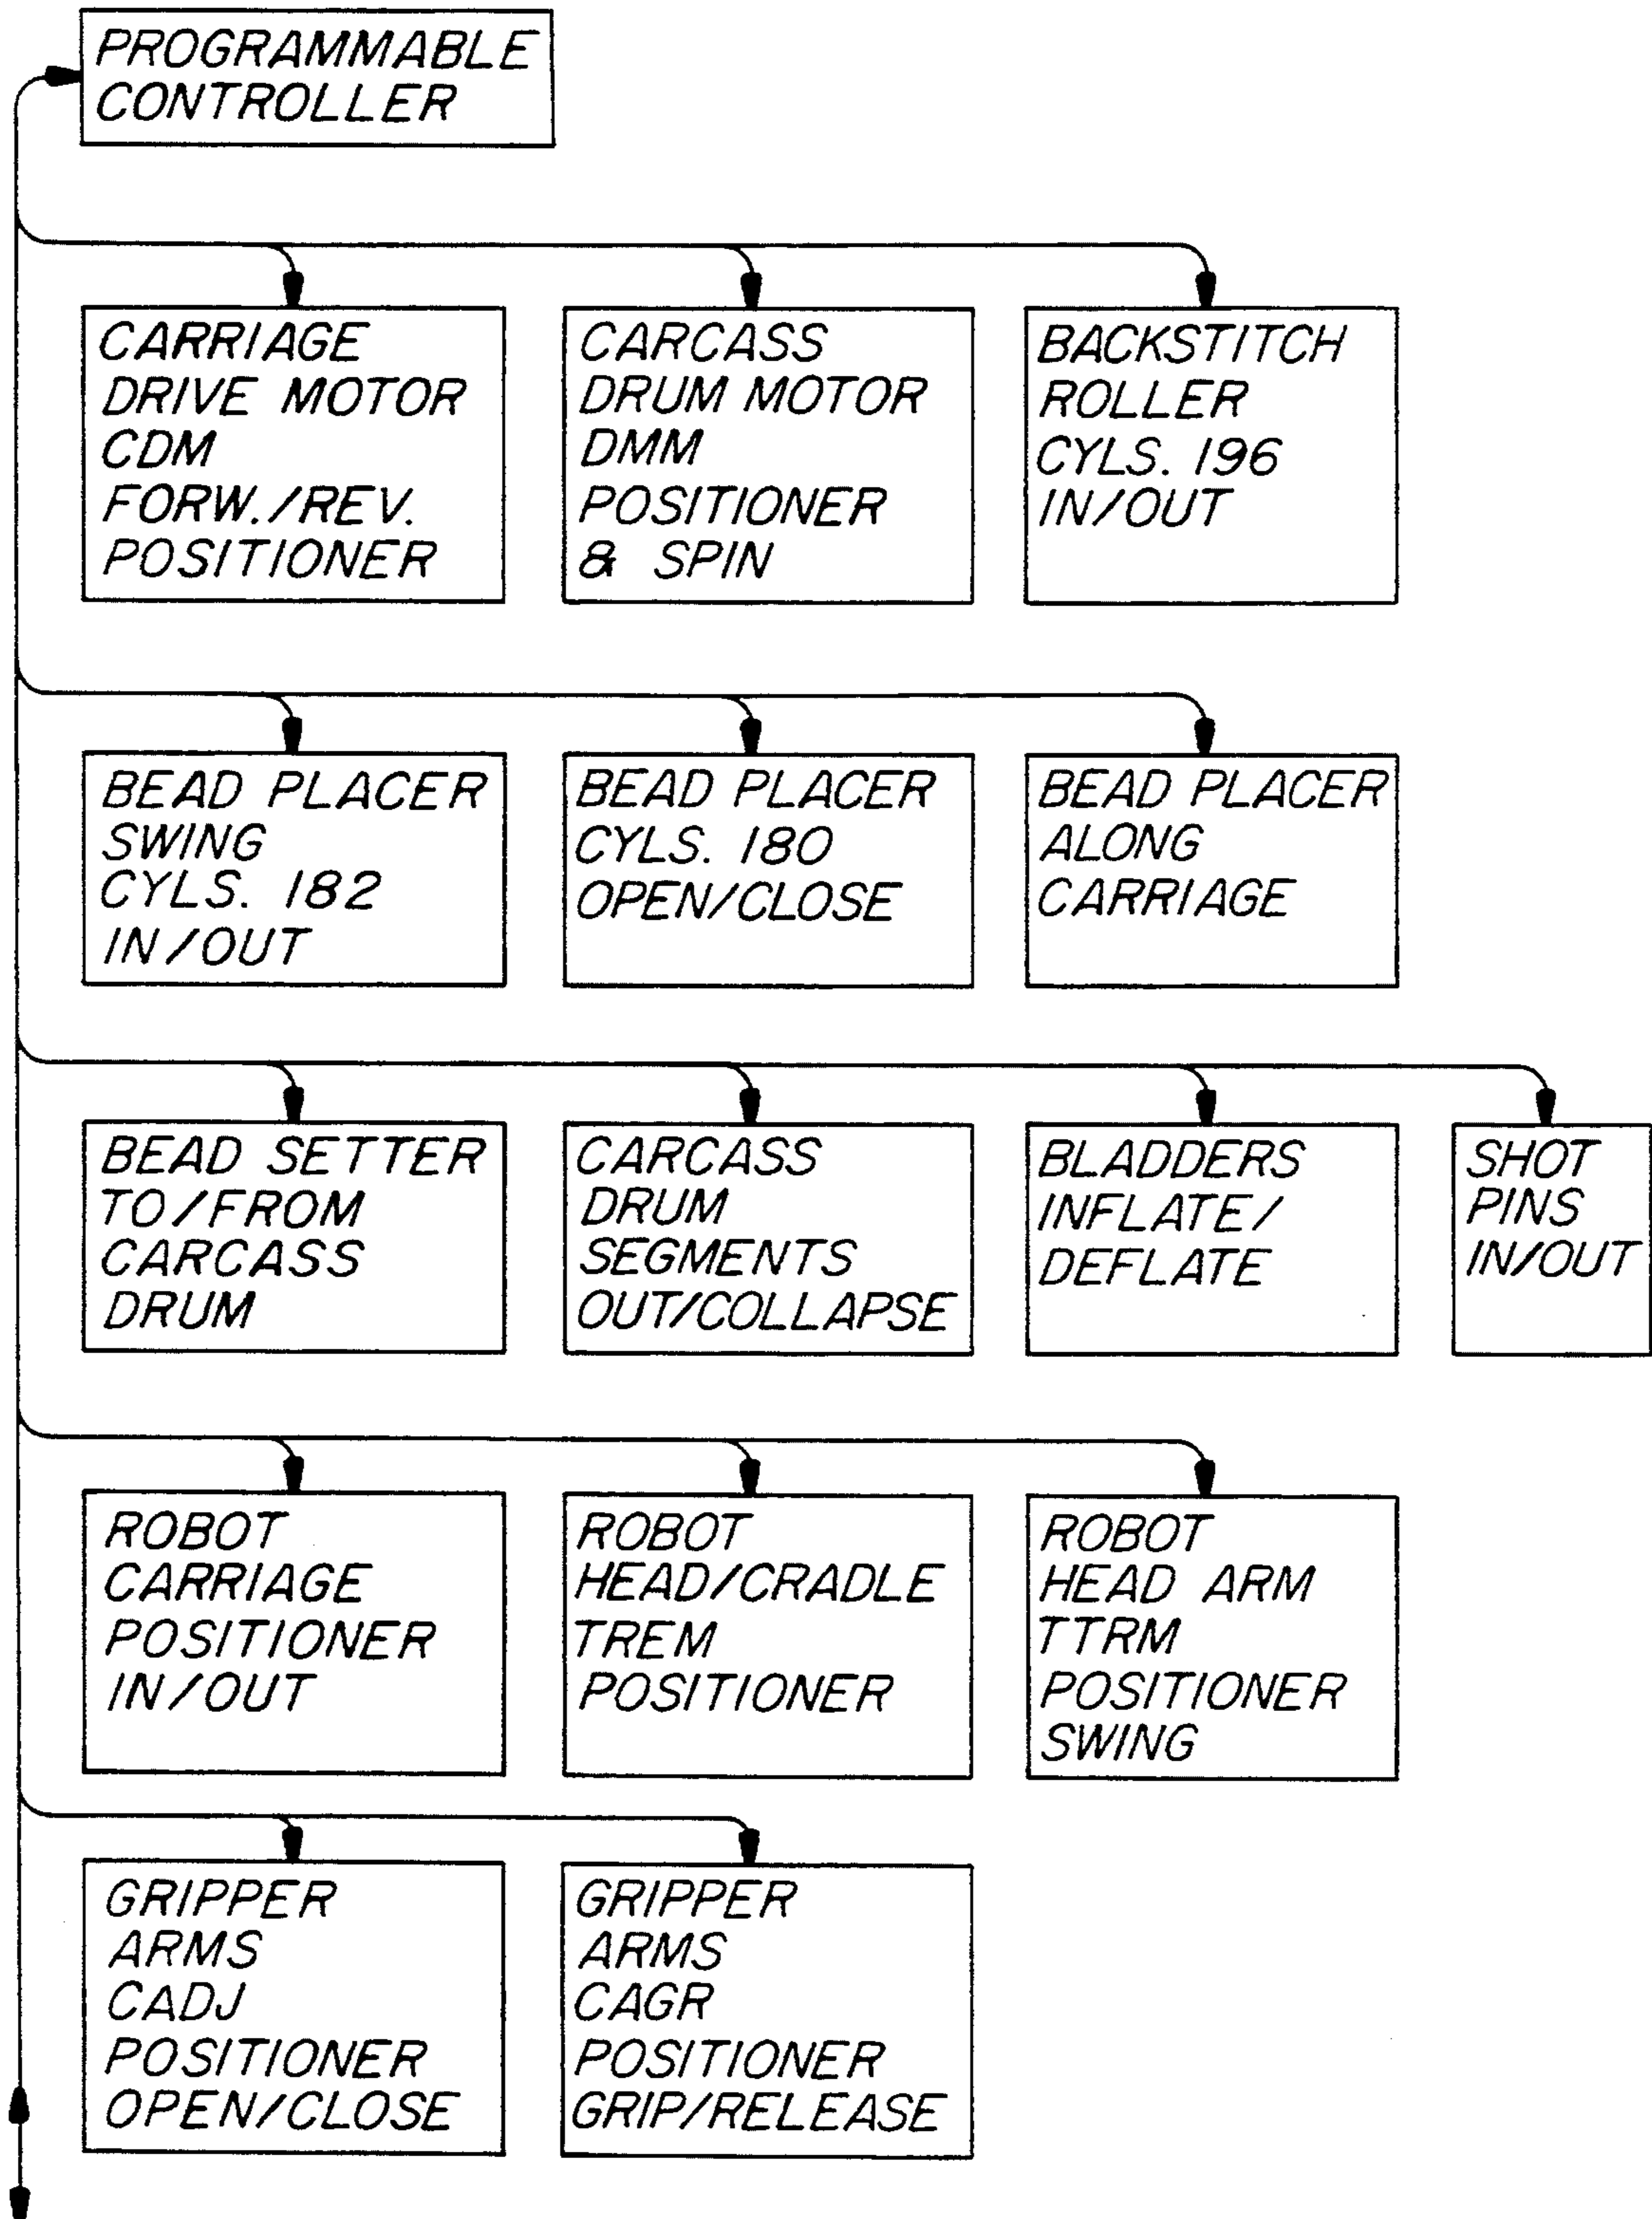 PROGRAMMABLE
CONTROLLER
CARRIAGE
DRIVE MOTOR
CDM
FORW./REV.
POSITIONER
CARCASS
DRUM MOTOR
DMM
POSITIONER
& SPIN
BACKSTITCH
ROLLER
CYLS. 196
IN/OUT
BEAD PLACER
SWING
CYLS. 182
IN/OUT
BEAD PLACER
CYLS. 180
OPEN/CLOSE
BEAD PLACER
ALONG
CARRIAGE
BEAD SETTER
TO/FROM
CARCASS
DRUM
CARCASS
DRUM
SEGMENTS
OUT/COLLAPSE
BLADDERS
INFLATE/
DEFLATE
SHOT
PINS
IN/OUT
ROBOT
CARRIAGE
POSITIONER
IN/OUT
ROBOT
HEAD/CRADLE
TREM
POSITIONER
ROBOT
HEAD ARM
TTRM
POSITIONER
SWING
GRIPPER
ARMS
CADJ
POSITIONER
OPEN/CLOSE
GRIPPER
ARMS
CAGR
POSITIONER
GRIP/RELEASE